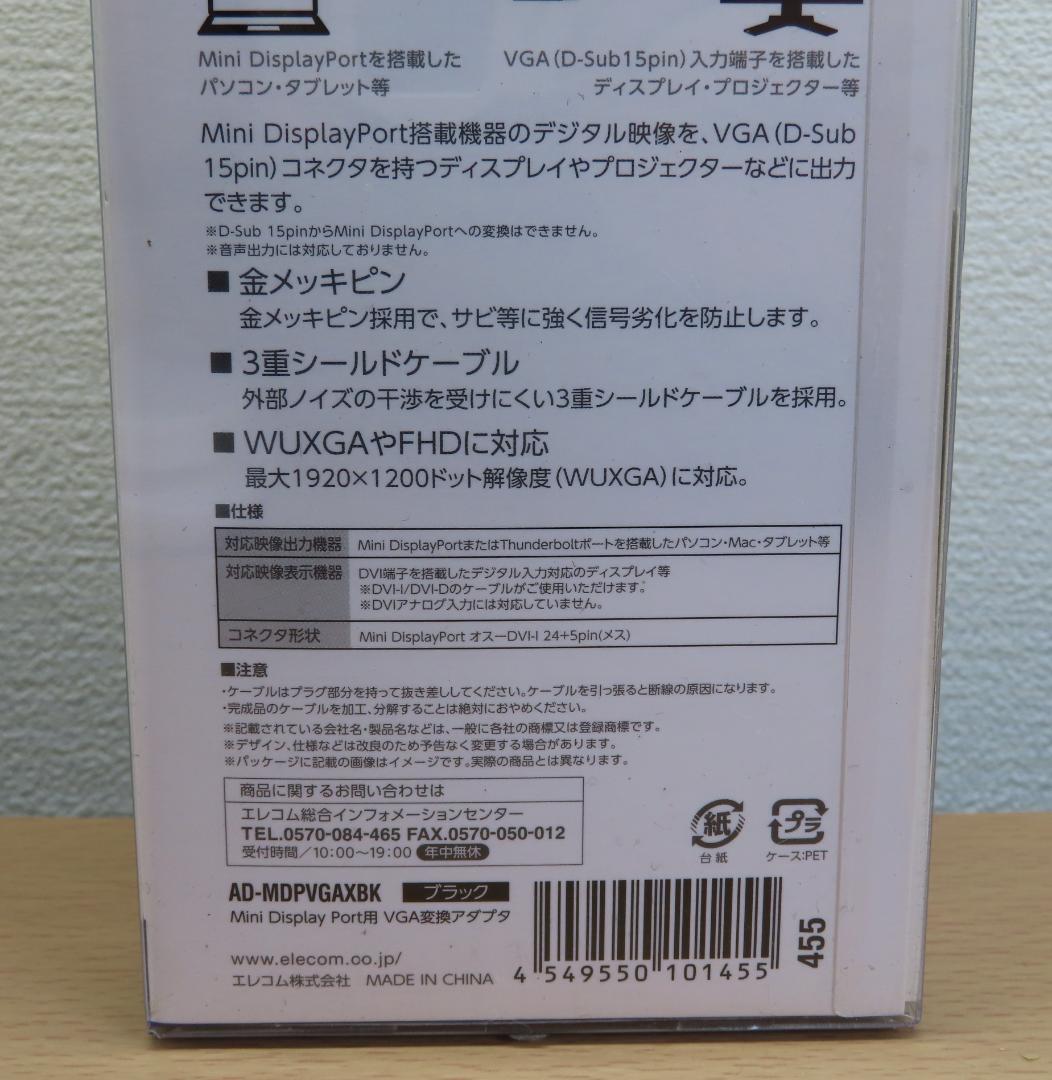 Mini DisplayPortを搭載した
パソコン・タブレット等
VGA（D-Sub15pin）入力端子を搭載した
ディスプレイ・プロジェクター等
Mini DisplayPort搭載機器のデジタル映像を、VGA（D-Sub
15pin）コネクタを持つディスプレイやプロジェクターなどに出力
できます。
※D-Sub 15pinからMini DisplayPortへの変換はできません。
※音声出力には対応しておりません。
■ 金メッキピン
金メッキピン採用で、サビ等に強く信号劣化を防止します。
■ 3重シールドケーブル
外部ノイズの干渉を受けにくい3重シールドケーブルを採用。
■ WUXGAやFHDに対応
最大1920×1200ドット解像度（WUXGA）に対応。
■仕様
対応映像出力機器 Mini DisplayPortまたはThunderboltポートを搭載したパソコン・Mac・タブレット等
対応映像表示機器 DVI端子を搭載したデジタル入力対応のディスプレイ等
※DVI-I/DVI-Dのケーブルがご使用いただけます。
※DVIアナログ入力には対応していません。
コネクタ形状 Mini DisplayPort オスーDVI-I 24+5pin(メス)
■注意
・ケーブルはプラグ部分を持って抜き差ししてください。ケーブルを引っ張ると断線の原因になります。
・完成品のケーブルを加工、分解することは絶対におやめください。
※記載されている会社名・製品名などは、一般に各社の商標又は登録商標です。
※デザイン、仕様などは改良のため予告なく変更する場合があります。
※パッケージに記載の画像はイメージです。実際の商品とは異なります。
商品に関するお問い合わせは
エレコム総合インフォメーションセンター
TEL.0570-084-465 FAX.0570-050-012
受付時間／10:00～19:00 年中無休
紙
台紙
プラ
ケース:PET
AD-MDPVGAXBK ブラック
Mini Display Port用 VGA変換アダプタ
www.elecom.co.jp/
エレコム株式会社 MADE IN CHINA
4 549550 101455
455